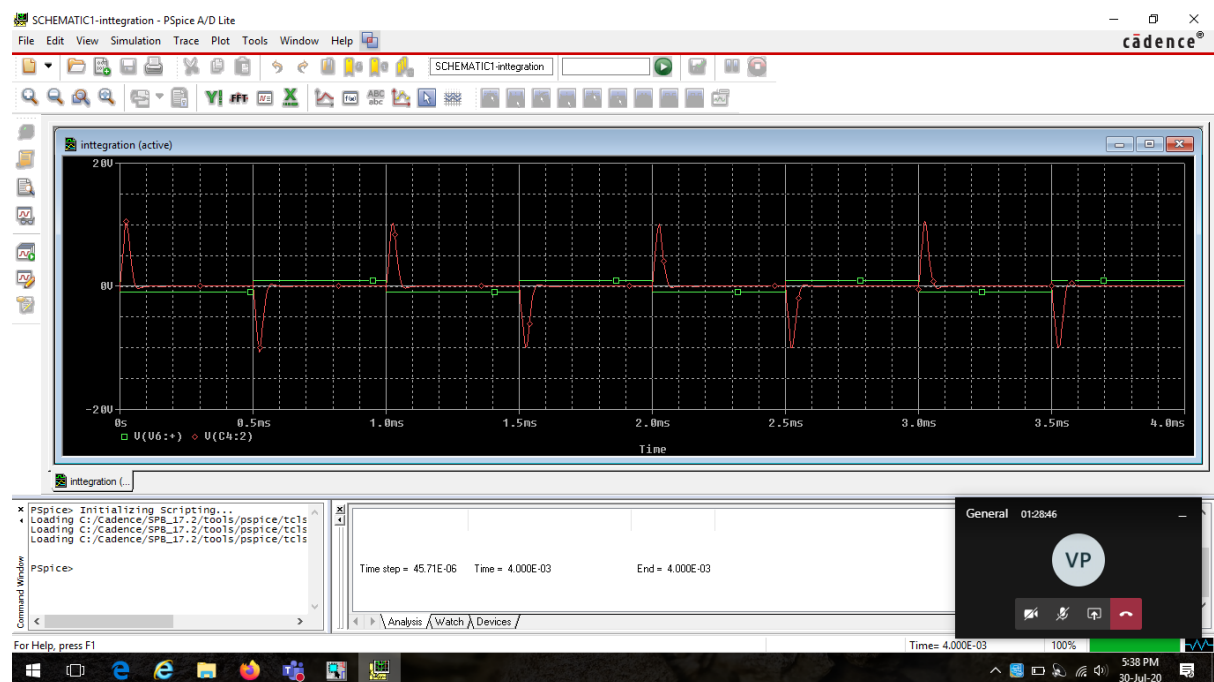 SCHEMATIC1-inttegration - PSpice A/D Lite
File Edit View Simulation Trace Plot Tools Window Help
cādence®
SCHEMATIC1-inttegration
FFT
ABC
abc
inttegration (active)
20V
0V
-20V
0s 0.5ms 1.0ms 1.5ms 2.0ms 2.5ms 3.0ms 3.5ms 4.0ms
V(V6:+) V(C4:2)
Time
inttegration (...
PSpice> Initializing Scripting...
Loading C:/Cadence/SPB_17.2/tools/pspice/tcls
Loading C:/Cadence/SPB_17.2/tools/pspice/tcls
Loading C:/Cadence/SPB_17.2/tools/pspice/tcls
PSpice>
Command Window
Time step = 45.71E-06 Time = 4.000E-03 End = 4.000E-03
Analysis Watch Devices
General 01:28:46
VP
For Help, press F1
Time= 4.000E-03 100%
5:38 PM
30-Jul-20